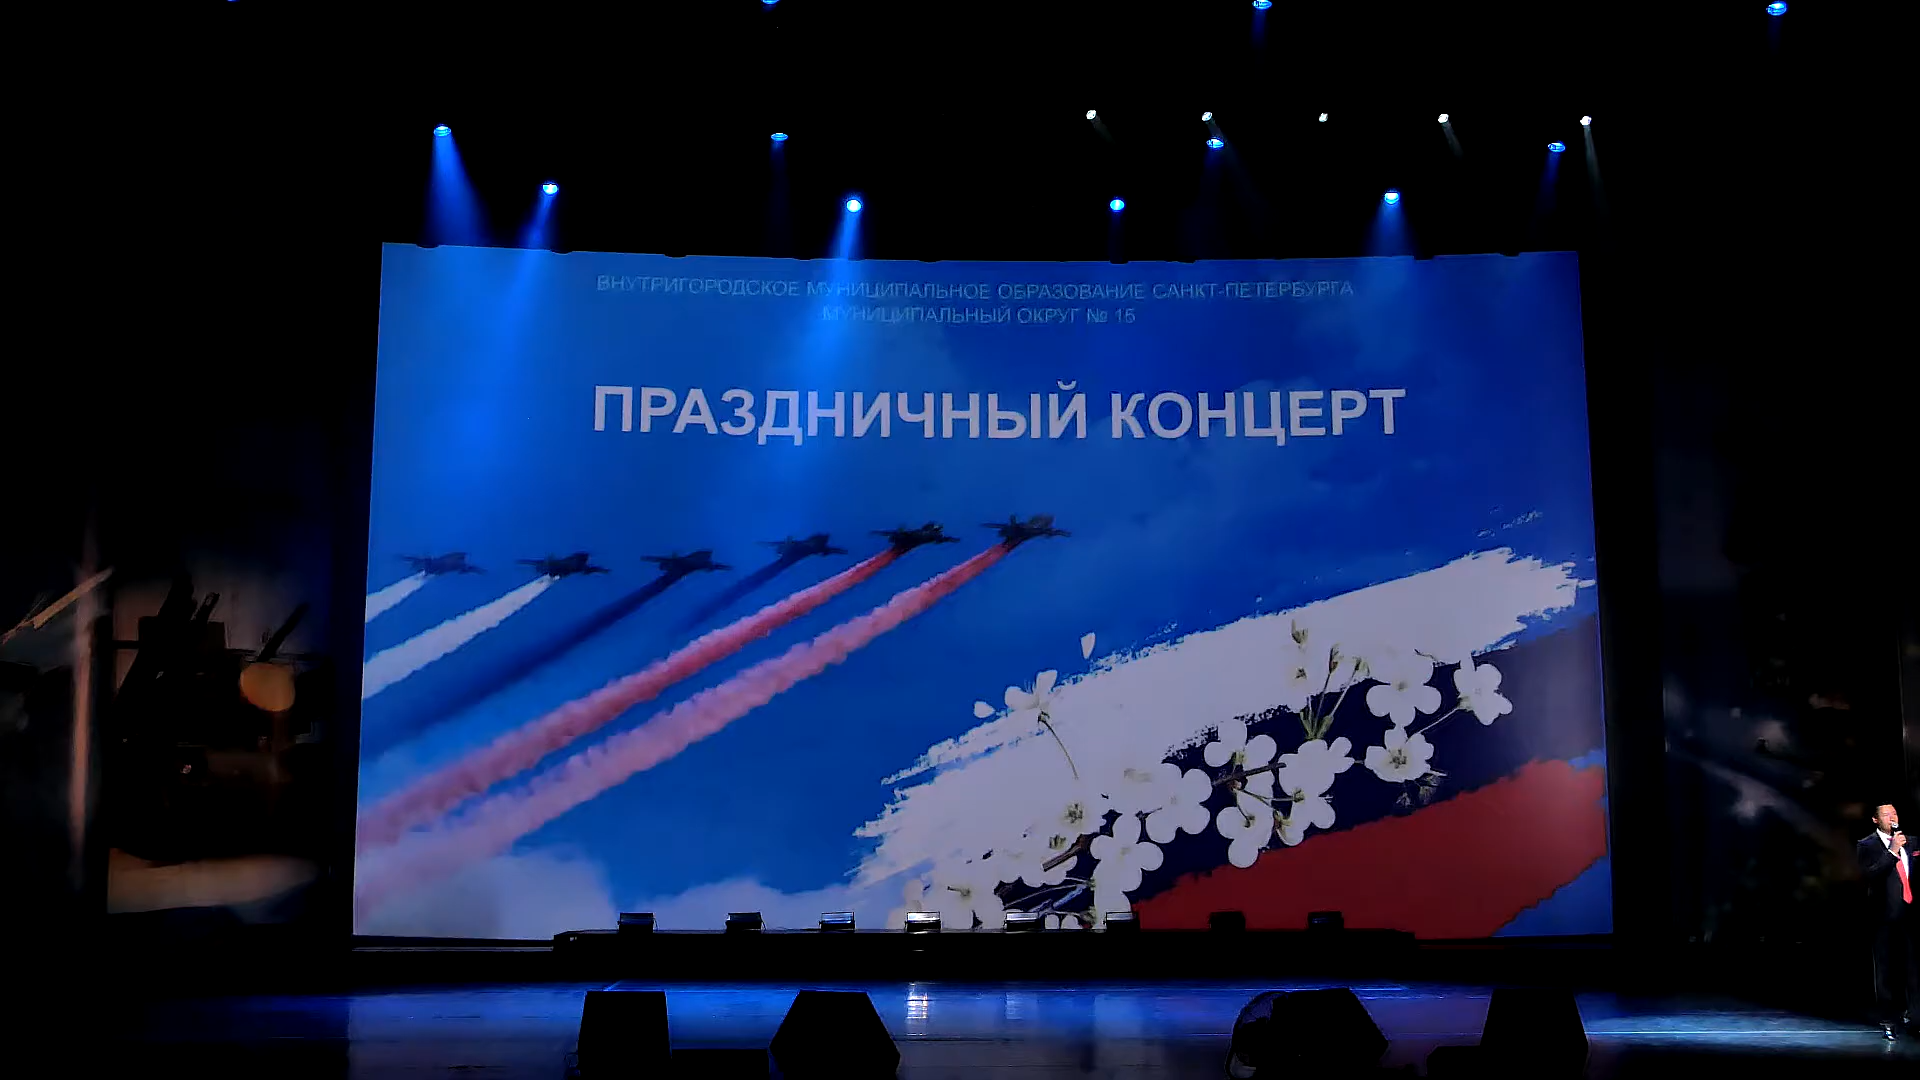 ВНУТРИГОРОДСКОЕ МУНИЦИПАЛЬНОЕ ОБРАЗОВАНИЕ САНКТ-ПЕТЕРБУРГА
МУНИЦИПАЛЬНЫЙ ОКРУГ № 15
ПРАЗДНИЧНЫЙ КОНЦЕРТ